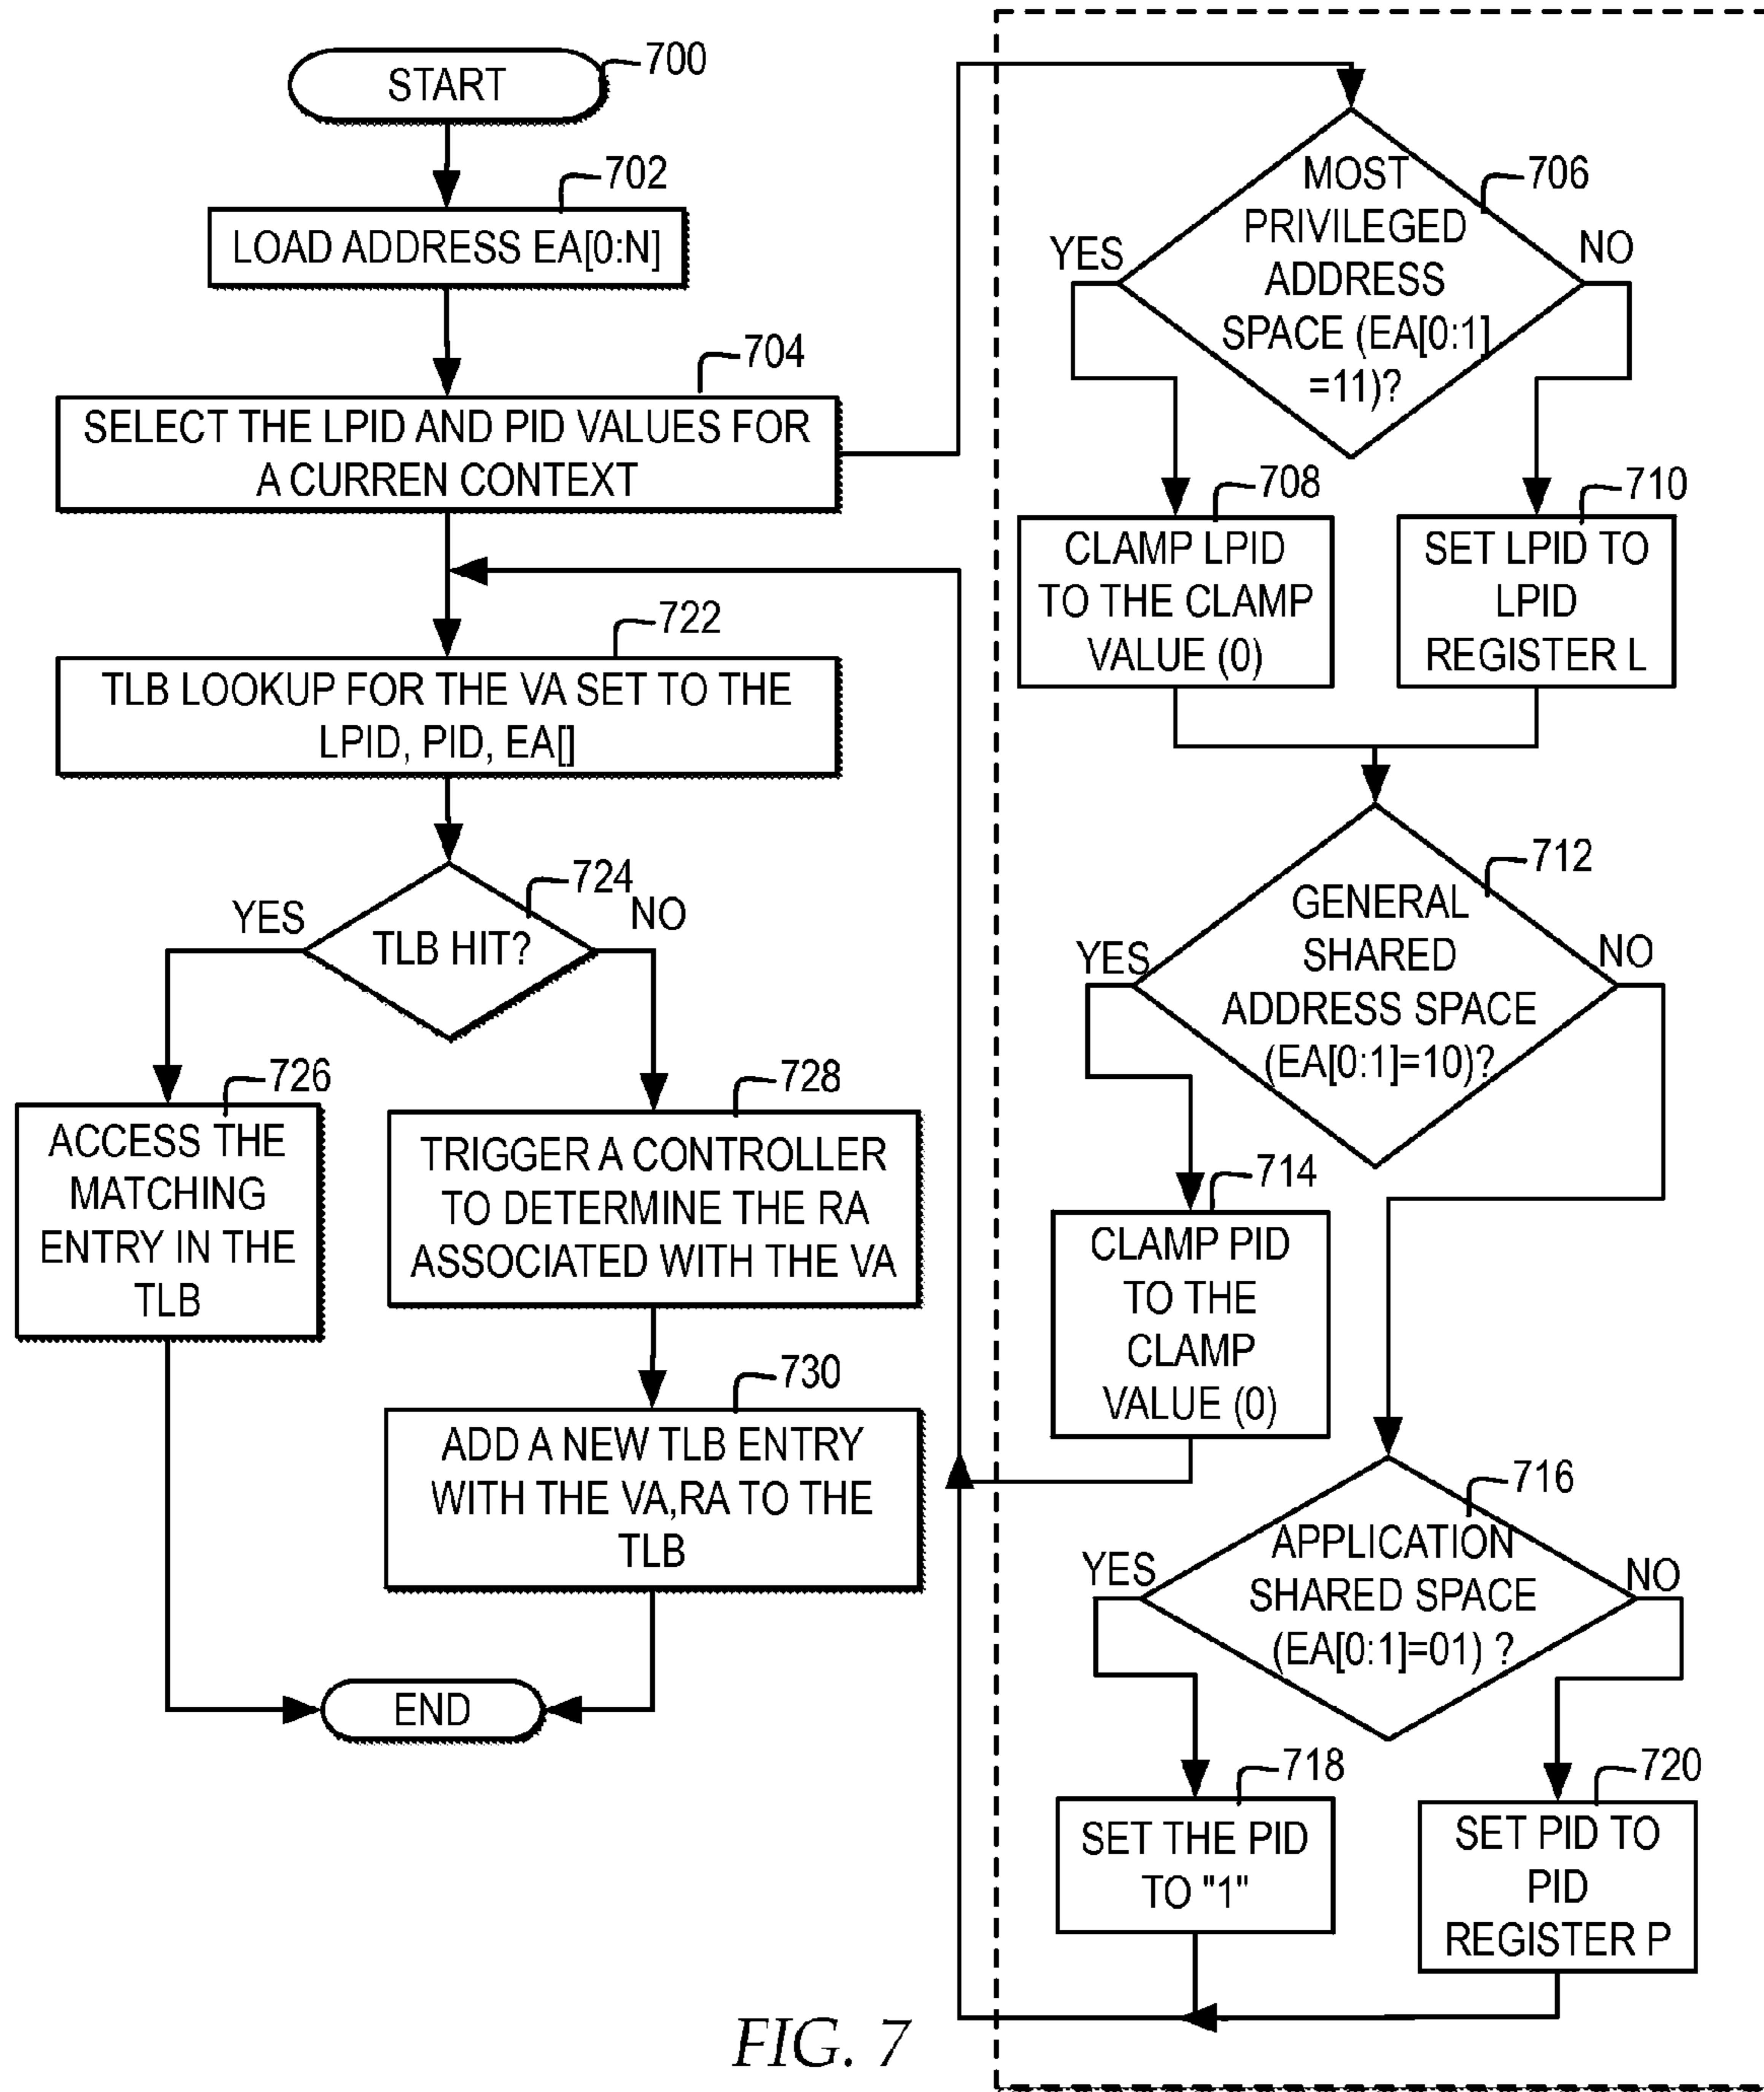 START
700
702
LOAD ADDRESS EA[0:N]
704
SELECT THE LPID AND PID VALUES FOR
A CURREN CONTEXT
722
TLB LOOKUP FOR THE VA SET TO THE
LPID, PID, EA[]
724
YES
NO
TLB HIT?
726
ACCESS THE
MATCHING
ENTRY IN THE
TLB
728
TRIGGER A CONTROLLER
TO DETERMINE THE RA
ASSOCIATED WITH THE VA
730
ADD A NEW TLB ENTRY
WITH THE VA,RA TO THE
TLB
END
706
MOST
PRIVILEGED
ADDRESS
SPACE (EA[0:1]
=11)?
YES
NO
708
CLAMP LPID
TO THE CLAMP
VALUE (0)
710
SET LPID TO
LPID
REGISTER L
712
GENERAL
SHARED
ADDRESS SPACE
(EA[0:1]=10)?
YES
NO
714
CLAMP PID
TO THE
CLAMP
VALUE (0)
716
APPLICATION
SHARED SPACE
(EA[0:1]=01) ?
YES
NO
718
SET THE PID
TO "1"
720
SET PID TO
PID
REGISTER P
FIG. 7